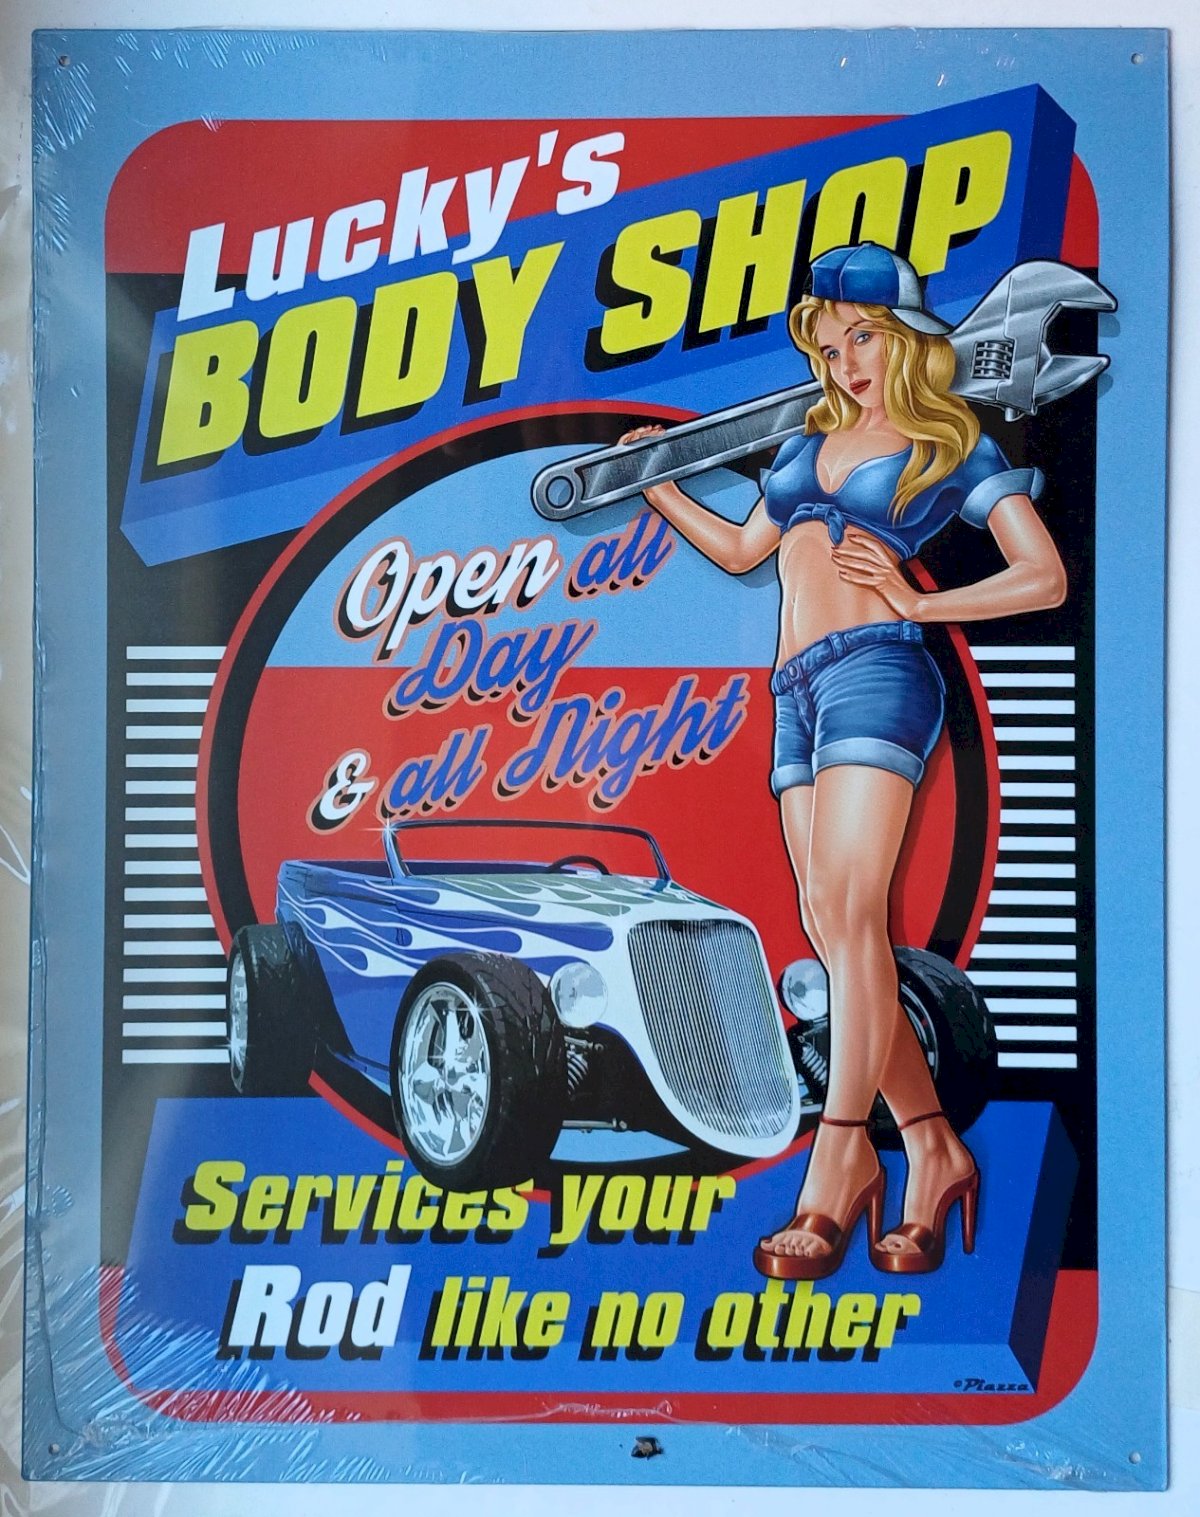 Lucky's
BODY SHOP
Open all
Day
& all Night
Services your
Rod like no other
© Piazza